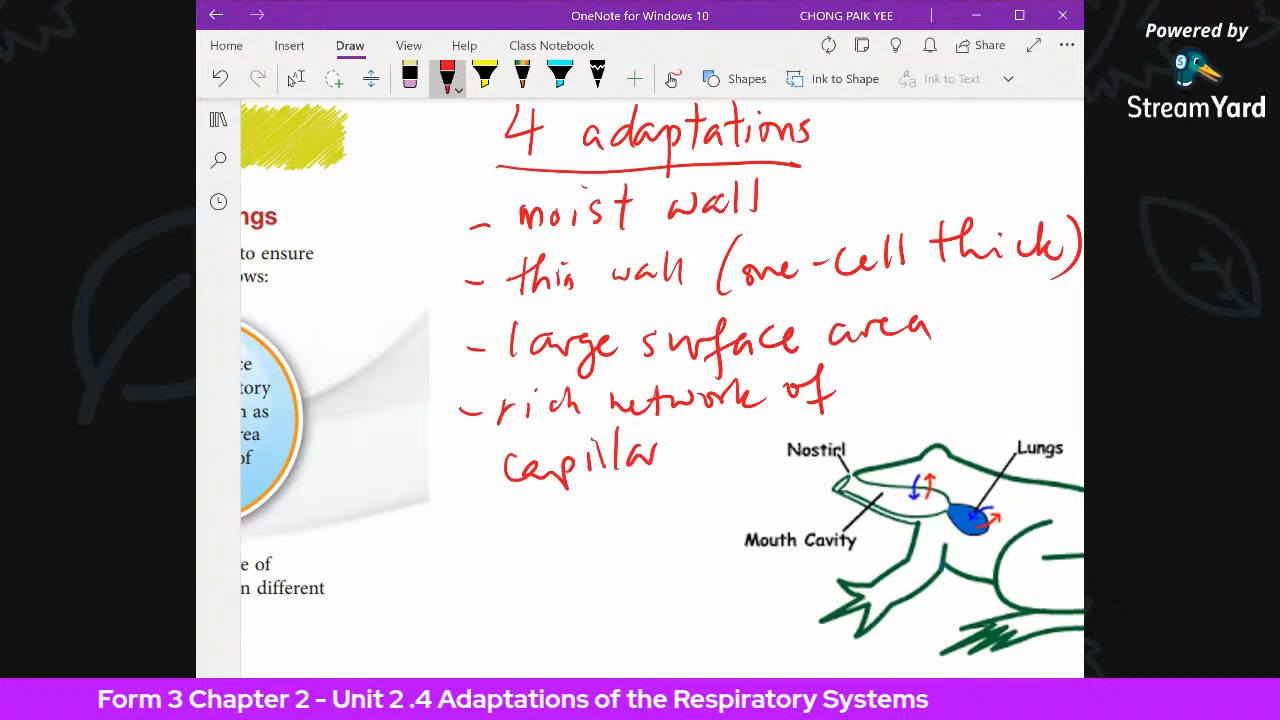 OneNote for Windows 10
CHONG PAIK YEE
Powered by
StreamYard
Home Insert Draw View Help Class Notebook Share
Shapes Ink to Shape Ink to Text
4 adaptations
- moist wall
- thin wall (one-cell thick)
- large surface area
- rich network of
capillar
ngs
to ensure
ows:
ce
tory
n as
rea
of
e of
n different
Nostirl
Lungs
Mouth Cavity
Form 3 Chapter 2 - Unit 2 .4 Adaptations of the Respiratory Systems